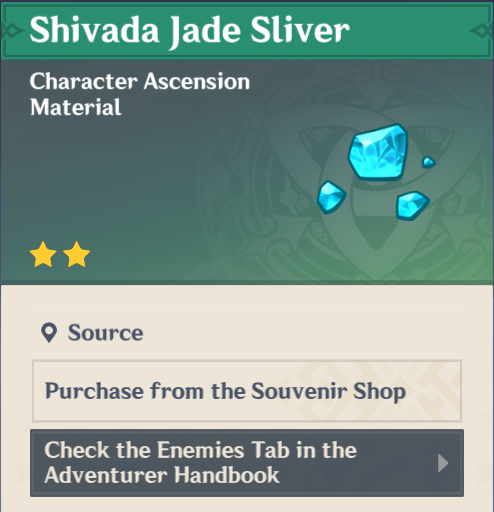 Shivada Jade Sliver
Character Ascension
Material
Source
Purchase from the Souvenir Shop
Check the Enemies Tab in the
Adventurer Handbook